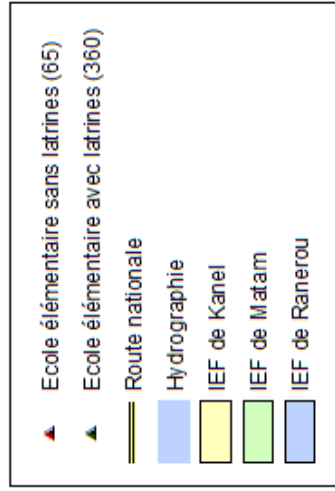 Ecole élémentaire sans latrines (65)
Ecole élémentaire avec latrines (360)
Route nationale
Hydrographie
IEF de Kanel
IEF de Matam
IEF de Ranerou